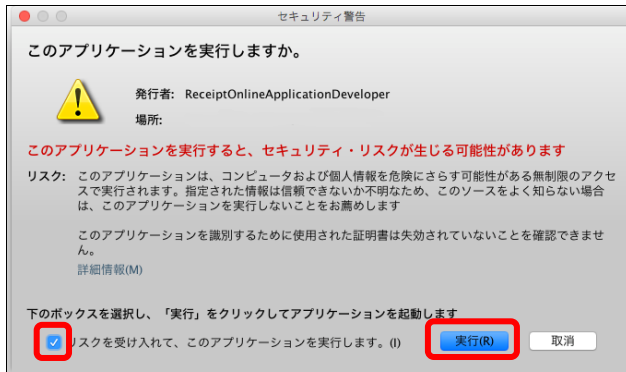 セキュリティ警告
このアプリケーションを実行しますか。
発行者: ReceiptOnlineApplicationDeveloper
場所:
このアプリケーションを実行すると、セキュリティ・リスクが生じる可能性があります
リスク: このアプリケーションは、コンピュータおよび個人情報を危険にさらす可能性がある無制限のアクセ
スで実行されます。指定された情報は信頼できないか不明なため、このソースをよく知らない場合
は、このアプリケーションを実行しないことをお薦めします
このアプリケーションを識別するために使用された証明書は失効されていないことを確認できませ
ん。
詳細情報(M)
下のボックスを選択し、「実行」をクリックしてアプリケーションを起動します
リスクを受け入れて、このアプリケーションを実行します。(I) 実行(R) 取消